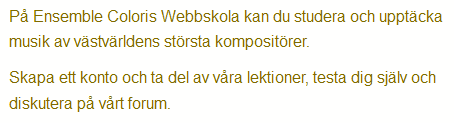 På Ensemble Coloris Webbskola kan du studera och upptäcka
musik av västvärldens största kompositörer.
Skapa ett konto och ta del av våra lektioner, testa dig själv och
diskutera på vårt forum.